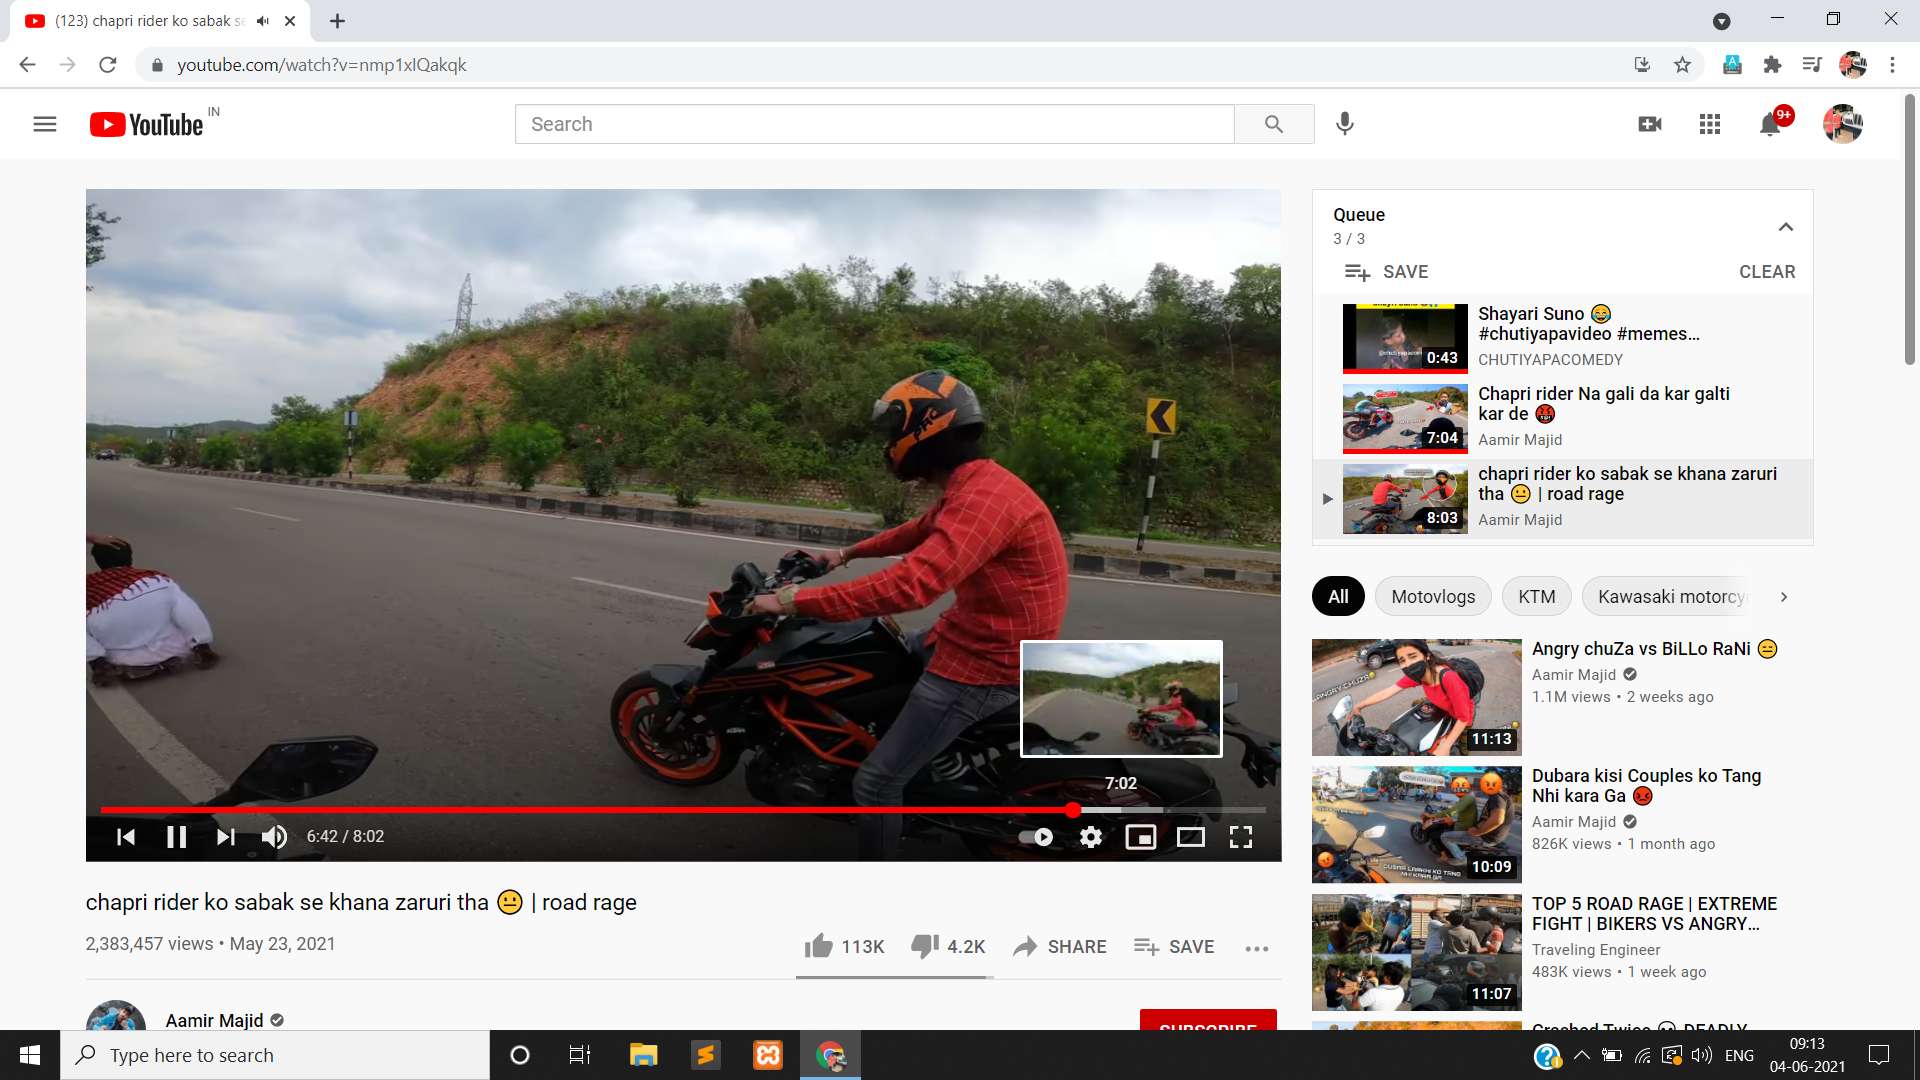 (123) chapri rider ko sabak se
youtube.com/watch?v=nmp1xIQakqk
YouTube IN
Search
9+
Queue
3 / 3
SAVE
CLEAR
0:43
Shayari Suno 😂
#chutiyapavideo #memes...
CHUTIYAPACOMEDY
7:04
Chapri rider Na gali da kar galti
kar de 🤬
Aamir Majid
8:03
chapri rider ko sabak se khana zaruri
tha 😐 | road rage
Aamir Majid
All
Motovlogs
KTM
Kawasaki motorcy
11:13
Angry chuZa vs BiLLo RaNi 😑
Aamir Majid
1.1M views • 2 weeks ago
10:09
Dubara kisi Couples ko Tang
Nhi kara Ga 😡
Aamir Majid
826K views • 1 month ago
11:07
TOP 5 ROAD RAGE | EXTREME
FIGHT | BIKERS VS ANGRY...
Traveling Engineer
483K views • 1 week ago
7:02
6:42 / 8:02
chapri rider ko sabak se khana zaruri tha 😐 | road rage
2,383,457 views • May 23, 2021
113K
4.2K
SHARE
SAVE
Aamir Majid
SUBSCRIBE
Crashed Twice 💀 DEADLY
Type here to search
ENG
09:13
04-06-2021